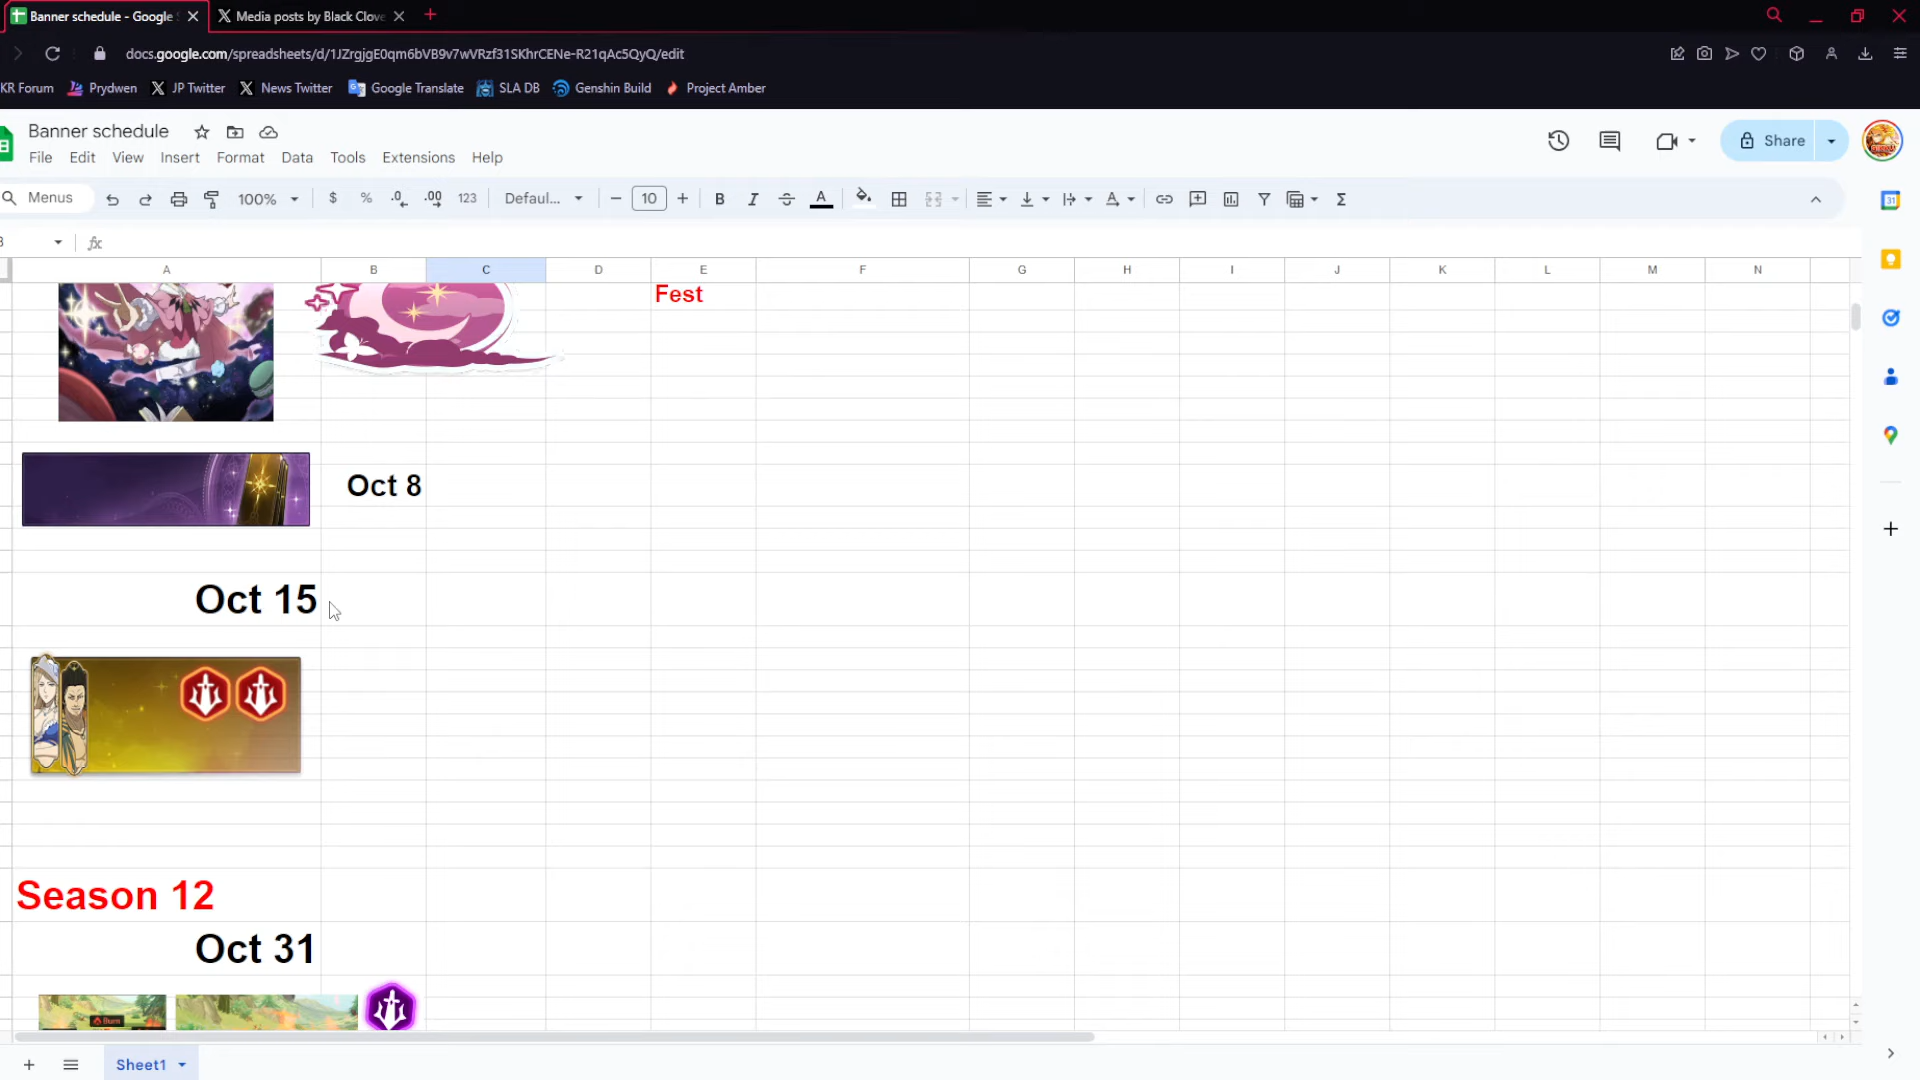 Banner schedule - Google S
Media posts by Black Clove
docs.google.com/spreadsheets/d/1JZrgjgE0qm6bVB9v7wVRzf31SKhrCENe-R21qAc5QyQ/edit
KR Forum Prydwen JP Twitter News Twitter Google Translate SLA DB Genshin Build Project Amber
Banner schedule
File Edit View Insert Format Data Tools Extensions Help
Share
Menus 100% $ % .0 .00 123 Defaul... 10 B I A
fx
A B C D E F G H I J K L M N
Fest
Oct 8
Oct 15
Season 12
Oct 31
Burn
Sheet1